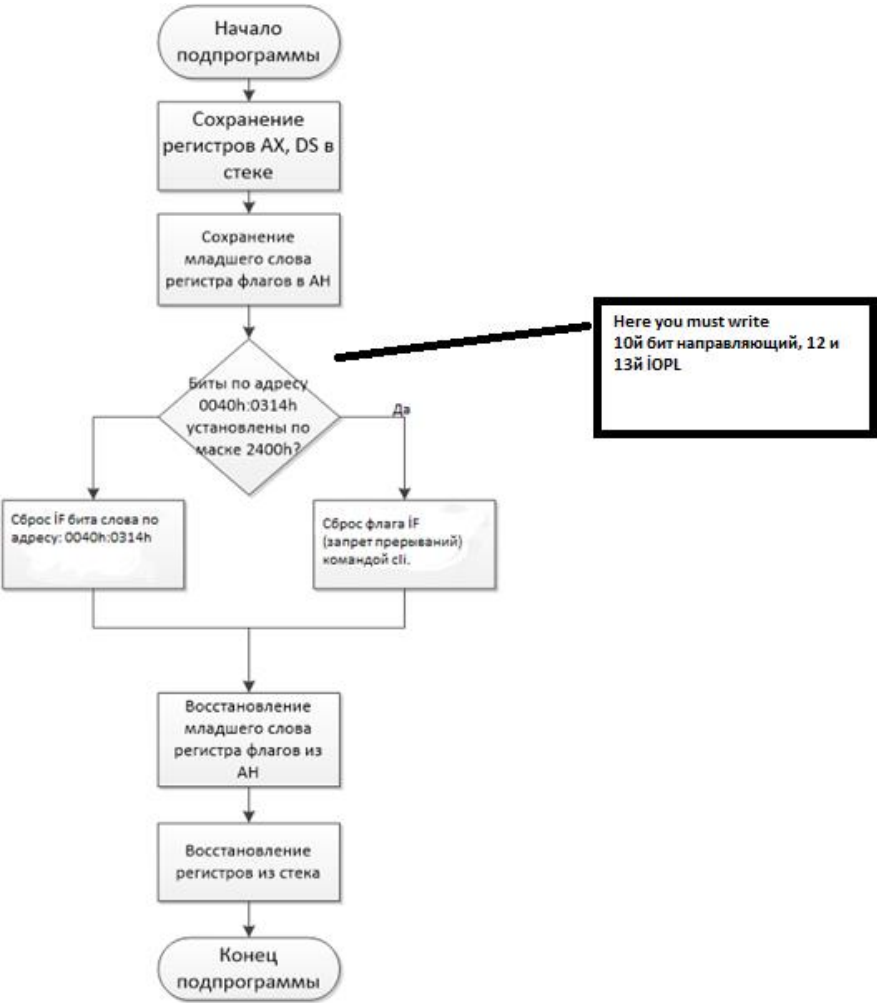 Начало
подпрограммы
Сохранение
регистров AX, DS в
стеке
Сохранение
младшего слова
регистра флагов в AH
Here you must write
10й бит направляющий, 12 и
13й İOPL
Биты по адресу
0040h:0314h
установлены по
маске 2400h?
Да
Сброс İF бита слова по
адресу: 0040h:0314h
Сброс флага İF
(запрет прерываний)
командой cli.
Восстановление
младшего слова
регистра флагов из
AH
Восстановление
регистров из стека
Конец
подпрограммы